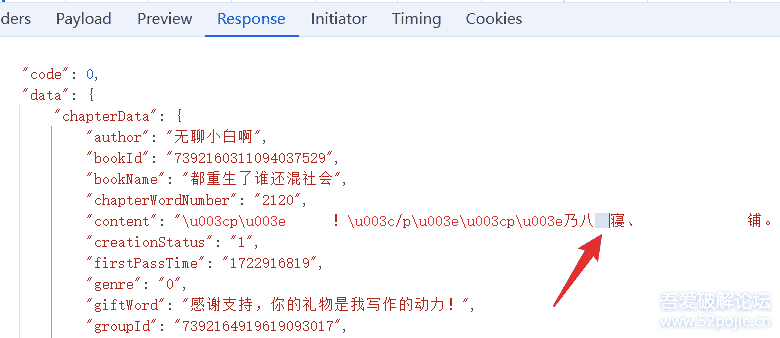 ders Payload Preview Response Initiator Timing Cookies
"code": 0,
"data": {
"chapterData": {
"author": "无聊小白啊",
"bookId": "7392160311094037529",
"bookName": "都重生了谁还混社会",
"chapterWordNumber": "2120",
"content": "\u003cp\u003e ！\u003c/p\u003e\u003cp\u003e乃八 寝、 铺。
"creationStatus": "1",
"firstPassTime": "1722916819",
"genre": "0",
"giftWord": "感谢支持，你的礼物是我写作的动力！",
"groupId": "7392164919619093017",
吾爱破解论坛
www.52pojie.cn